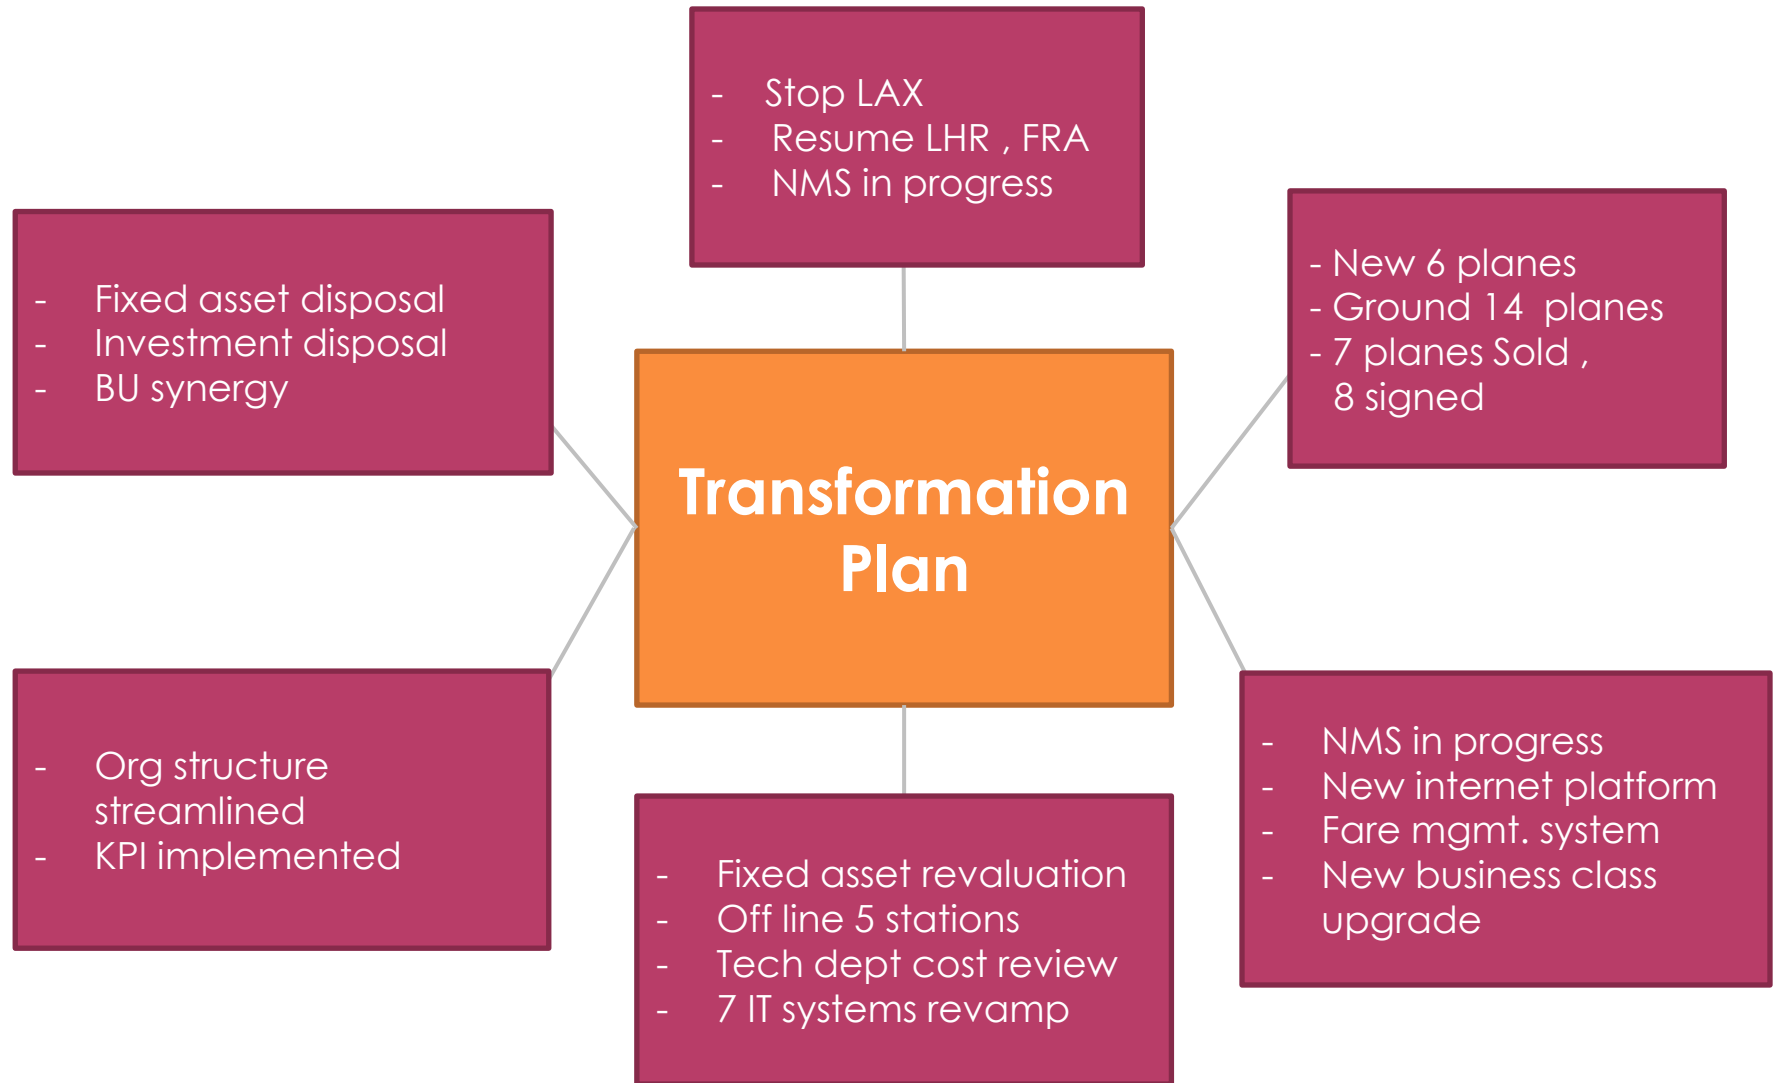 - Stop LAX
- Resume LHR , FRA
- NMS in progress
- Fixed asset disposal
- Investment disposal
- BU synergy
- New 6 planes
- Ground 14 planes
- 7 planes Sold ,
8 signed
Transformation
Plan
- Org structure
streamlined
- KPI implemented
- Fixed asset revaluation
- Off line 5 stations
- Tech dept cost review
- 7 IT systems revamp
- NMS in progress
- New internet platform
- Fare mgmt. system
- New business class
upgrade